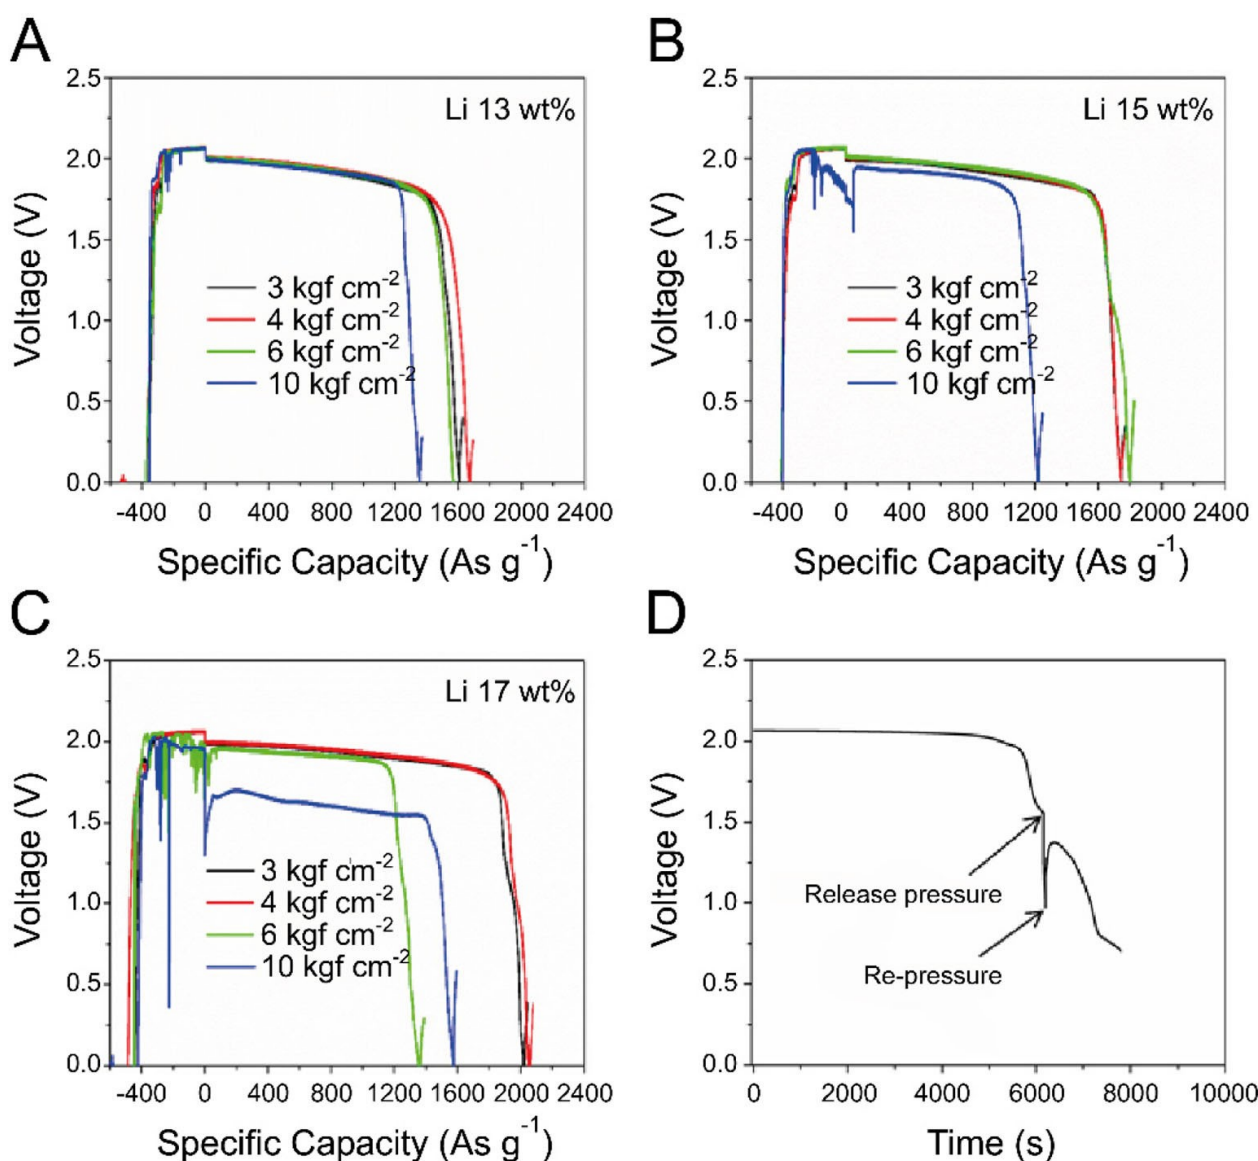 A
2.5
2.0
1.5
1.0
0.5
0.0
Voltage (V)
Li 13 wt%
3 kgf cm-2
4 kgf cm-2
6 kgf cm-2
10 kgf cm-2
-400 0 400 800 1200 1600 2000 2400
Specific Capacity (As g-1)
B
2.5
2.0
1.5
1.0
0.5
0.0
Voltage (V)
Li 15 wt%
3 kgf cm-2
4 kgf cm-2
6 kgf cm-2
10 kgf cm-2
-400 0 400 800 1200 1600 2000 2400
Specific Capacity (As g-1)
C
2.5
2.0
1.5
1.0
0.5
0.0
Voltage (V)
Li 17 wt%
3 kgf cm-2
4 kgf cm-2
6 kgf cm-2
10 kgf cm-2
-400 0 400 800 1200 1600 2000 2400
Specific Capacity (As g-1)
D
2.5
2.0
1.5
1.0
0.5
0.0
Voltage (V)
Release pressure
Re-pressure
0 2000 4000 6000 8000 10000
Time (s)